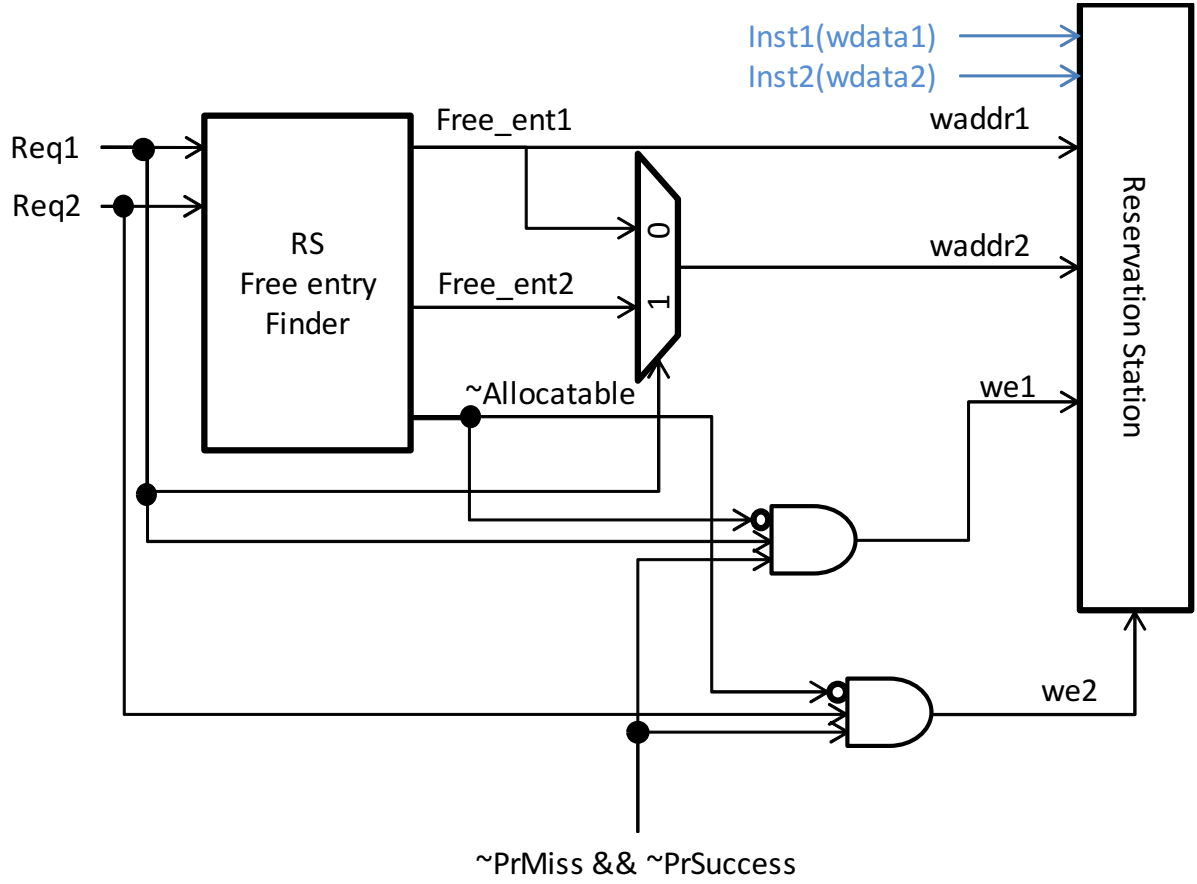 Inst1(wdata1)
Inst2(wdata2)
Free_ent1
waddr1
Req1
Req2
RS
Free entry
Finder
0
waddr2
Free_ent2
1
~Allocatable
we1
Reservation Station
we2
~PrMiss && ~PrSuccess